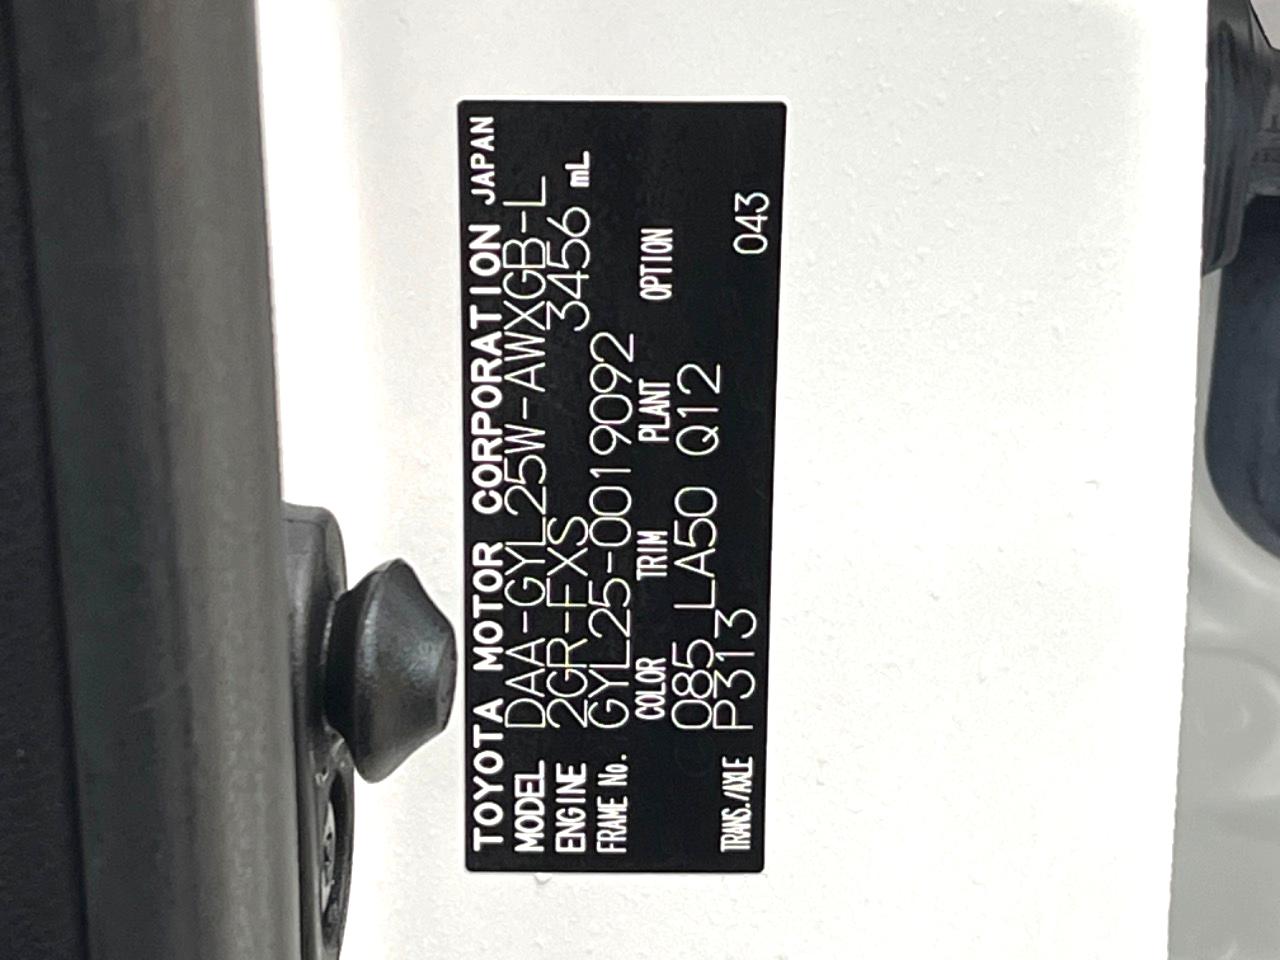 TOYOTA MOTOR CORPORATION JAPAN
MODEL DAA-GYL25W-AWXGB-L
ENGINE 2GR-FXS 3456 mL
FRAME No. GYL25-0019092
COLOR TRIM PLANT OPTION
085 LA50 Q12
TRANS./AXLE P313 043